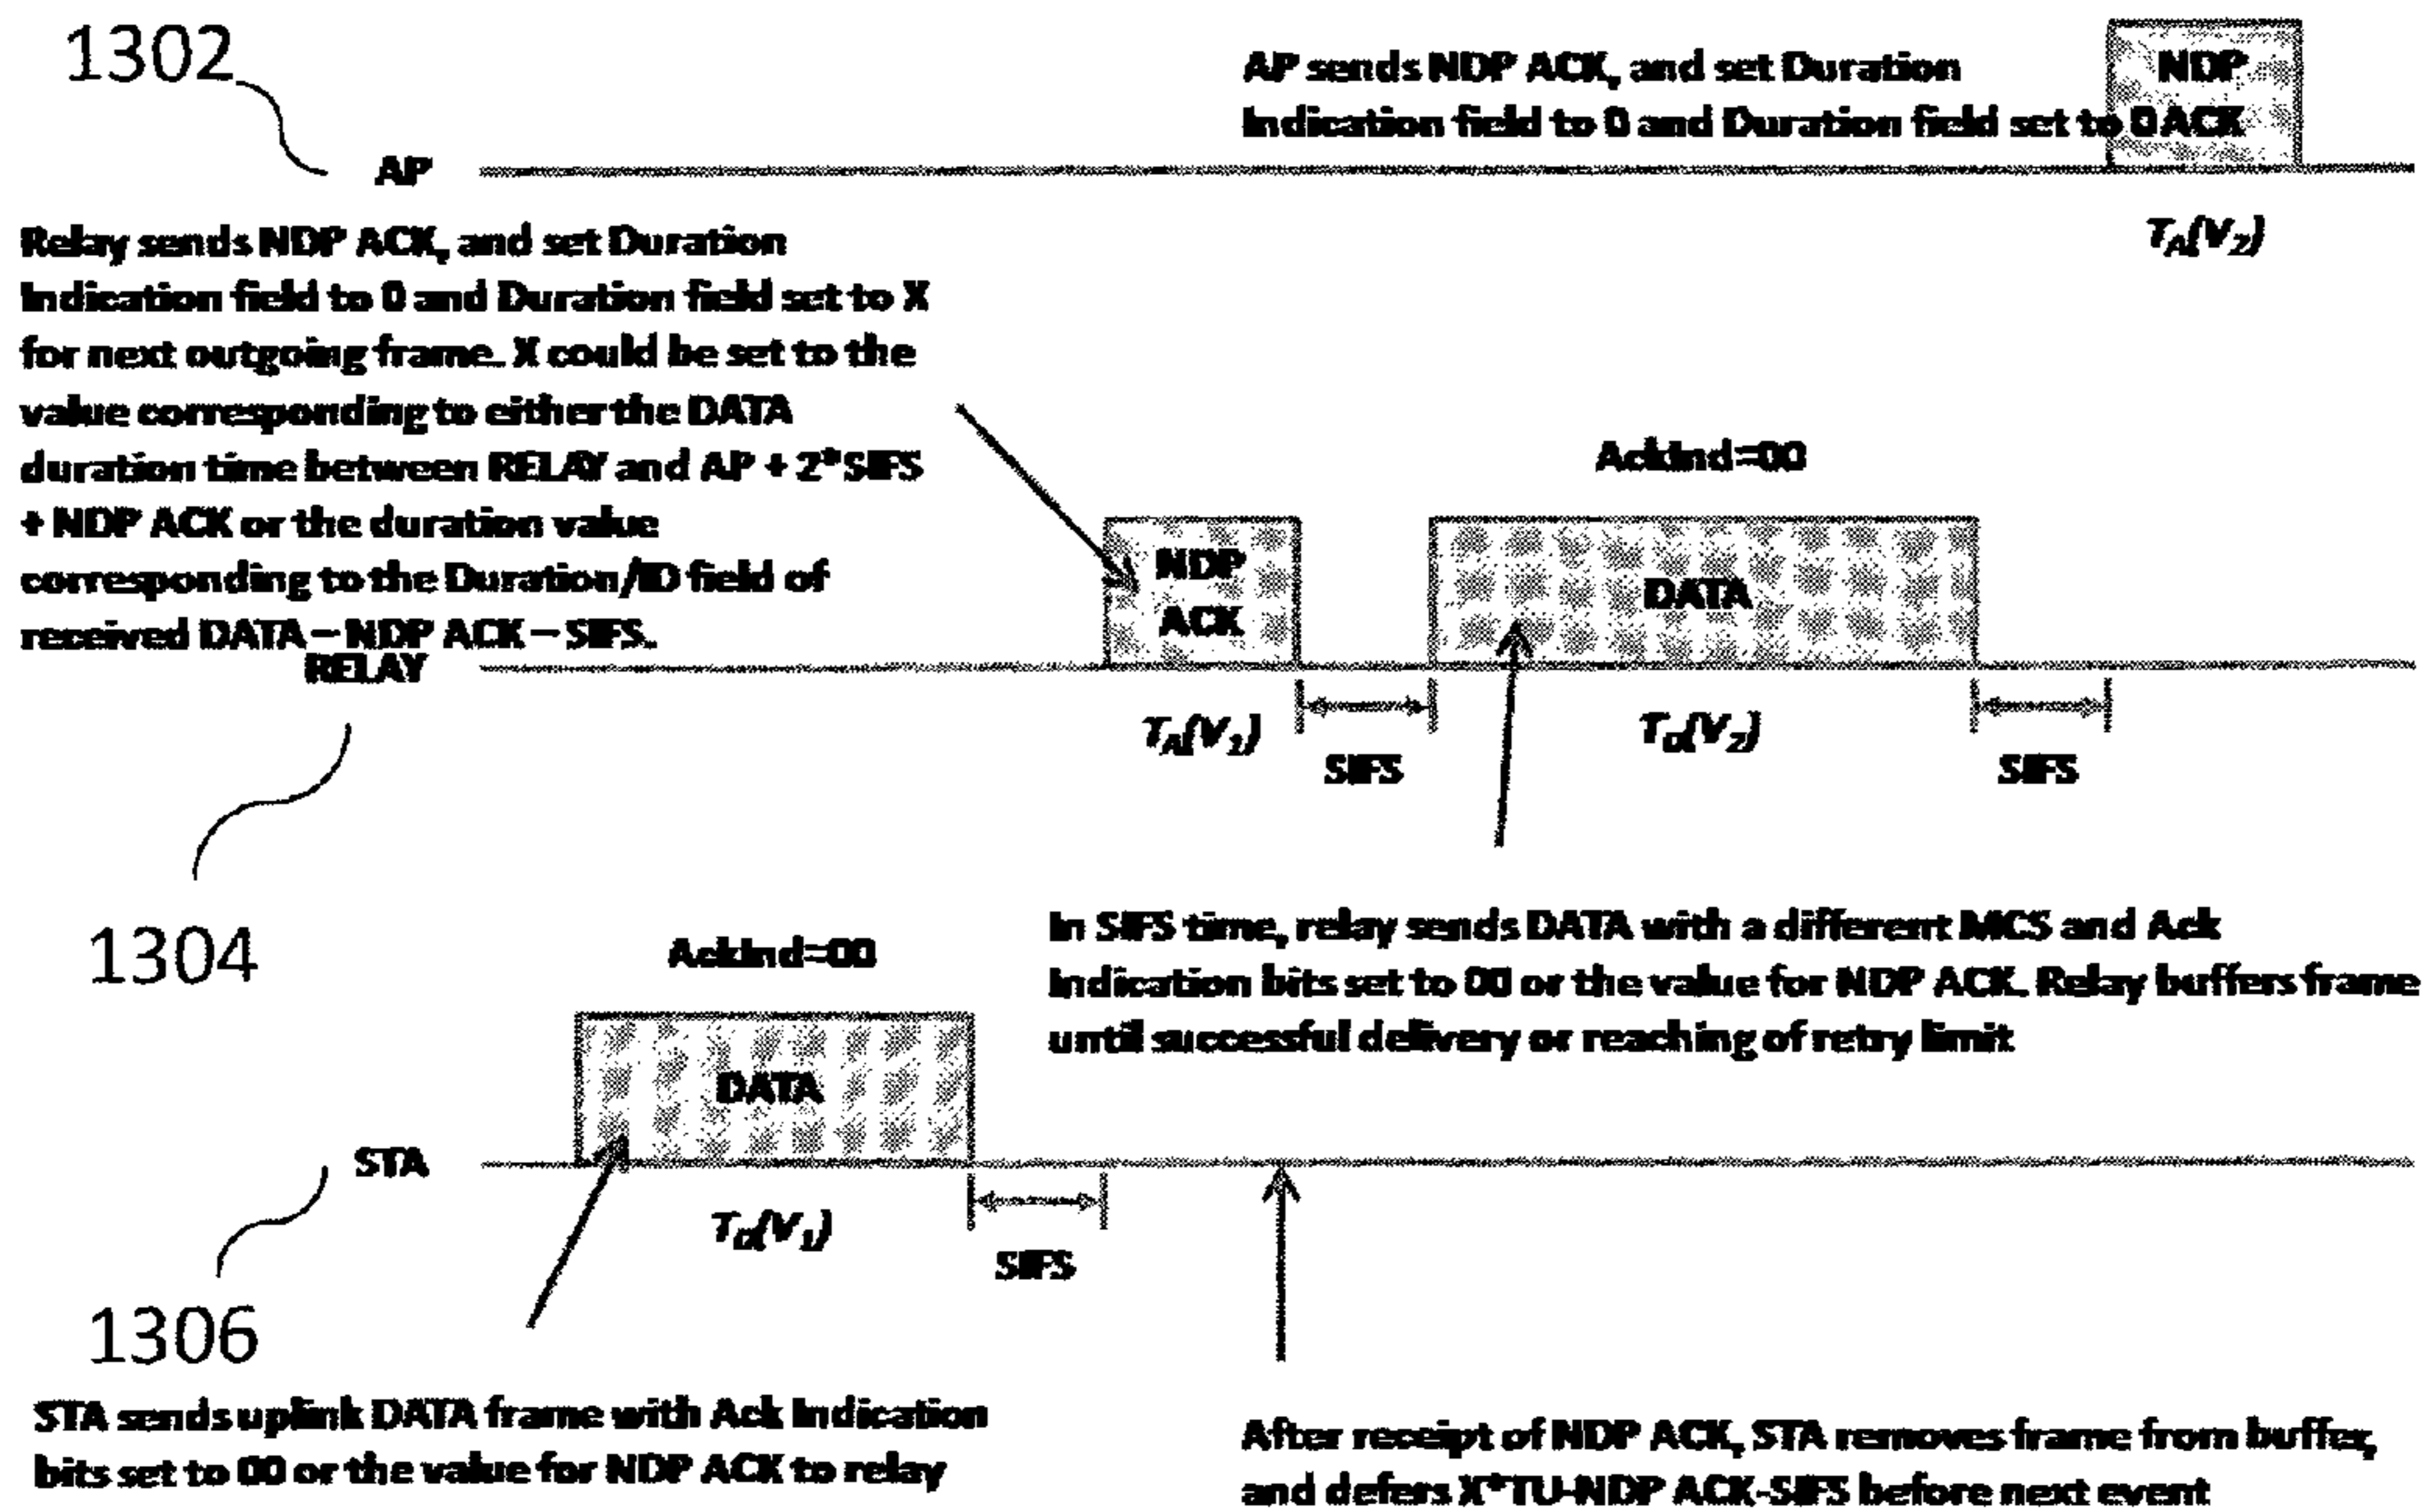 1302
AP sends NDP ACK, and set Duration
Indication field to 0 and Duration field set to 0
NDP
ACK
AP
T_A(V_2)
Relay sends NDP ACK, and set Duration
Indication field to 0 and Duration field set to X
for next outgoing frame. X could be set to the
value corresponding to either the DATA
duration time between RELAY and AP + 2*SIFS
+ NDP ACK or the duration value
corresponding to the Duration/ID field of
received DATA – NDP ACK – SIFS.
RELAY
AckInd=00
NDP
ACK
DATA
T_A(V_1)
SIFS
T_D(V_2)
SIFS
1304
In SIFS time, relay sends DATA with a different MCS and Ack
Indication bits set to 00 or the value for NDP ACK. Relay buffers frame
until successful delivery or reaching of retry limit
AckInd=00
DATA
STA
T_D(V_1)
SIFS
1306
STA sends uplink DATA frame with Ack Indication
bits set to 00 or the value for NDP ACK to relay
After receipt of NDP ACK, STA removes frame from buffer,
and defers X*TU-NDP ACK-SIFS before next event